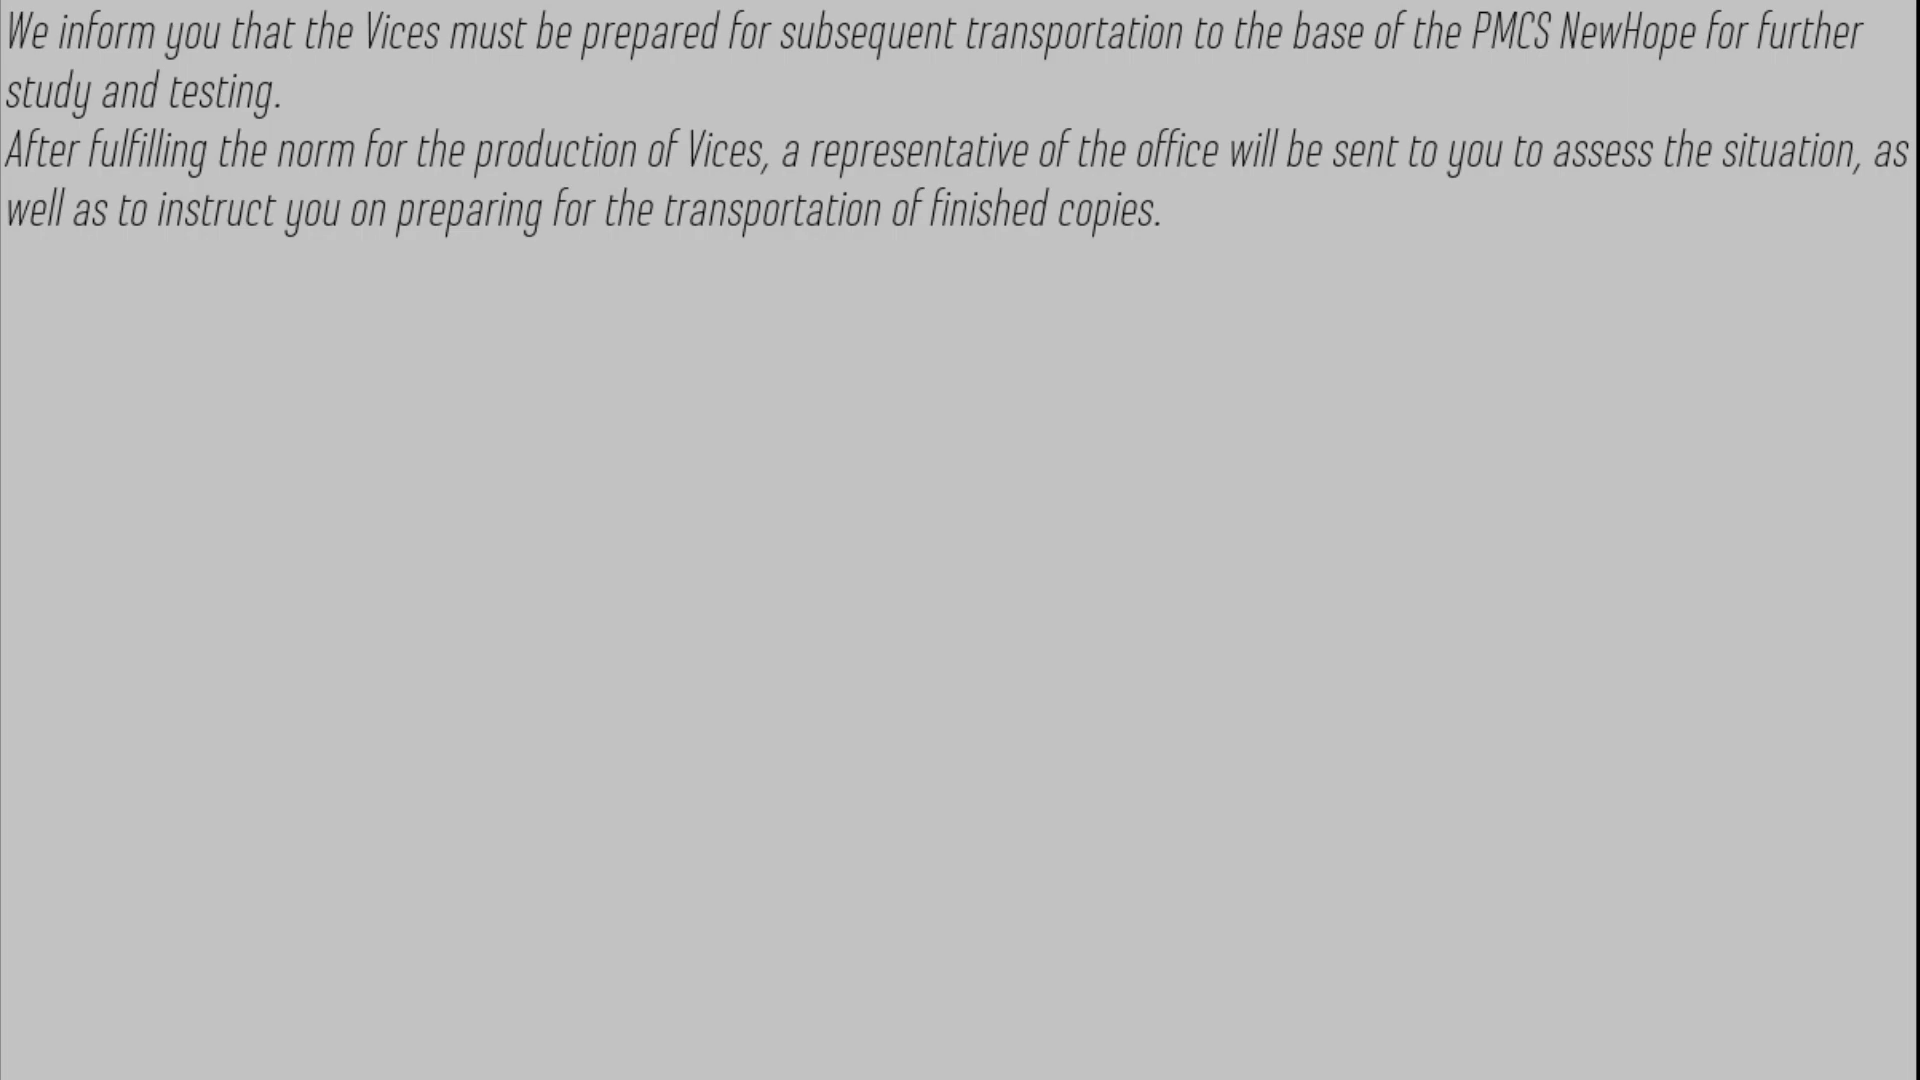 We inform you that the Vices must be prepared for subsequent transportation to the base of the PMCS NewHope for further
study and testing.
After fulfilling the norm for the production of Vices, a representative of the office will be sent to you to assess the situation, as
well as to instruct you on preparing for the transportation of finished copies.